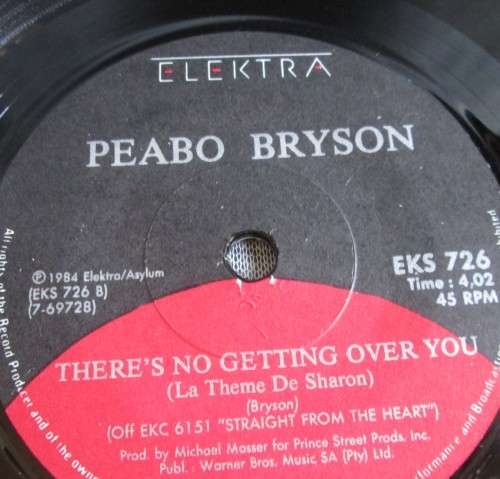 ELEKTRA
PEABO BRYSON
℗ 1984 Elektra/Asylum
(EKS 726 B)
(7-69728)
EKS 726
Time : 4,02
45 RPM
THERE'S NO GETTING OVER YOU
(La Theme De Sharon)
(Bryson)
(Off EKC 6151 "STRAIGHT FROM THE HEART")
Prod. by Michael Masser for Prince Street Prods. Inc.
Publ. Warner Bros. Music SA (Pty) Ltd.
All rights of the Record Producer and of the
and Broad